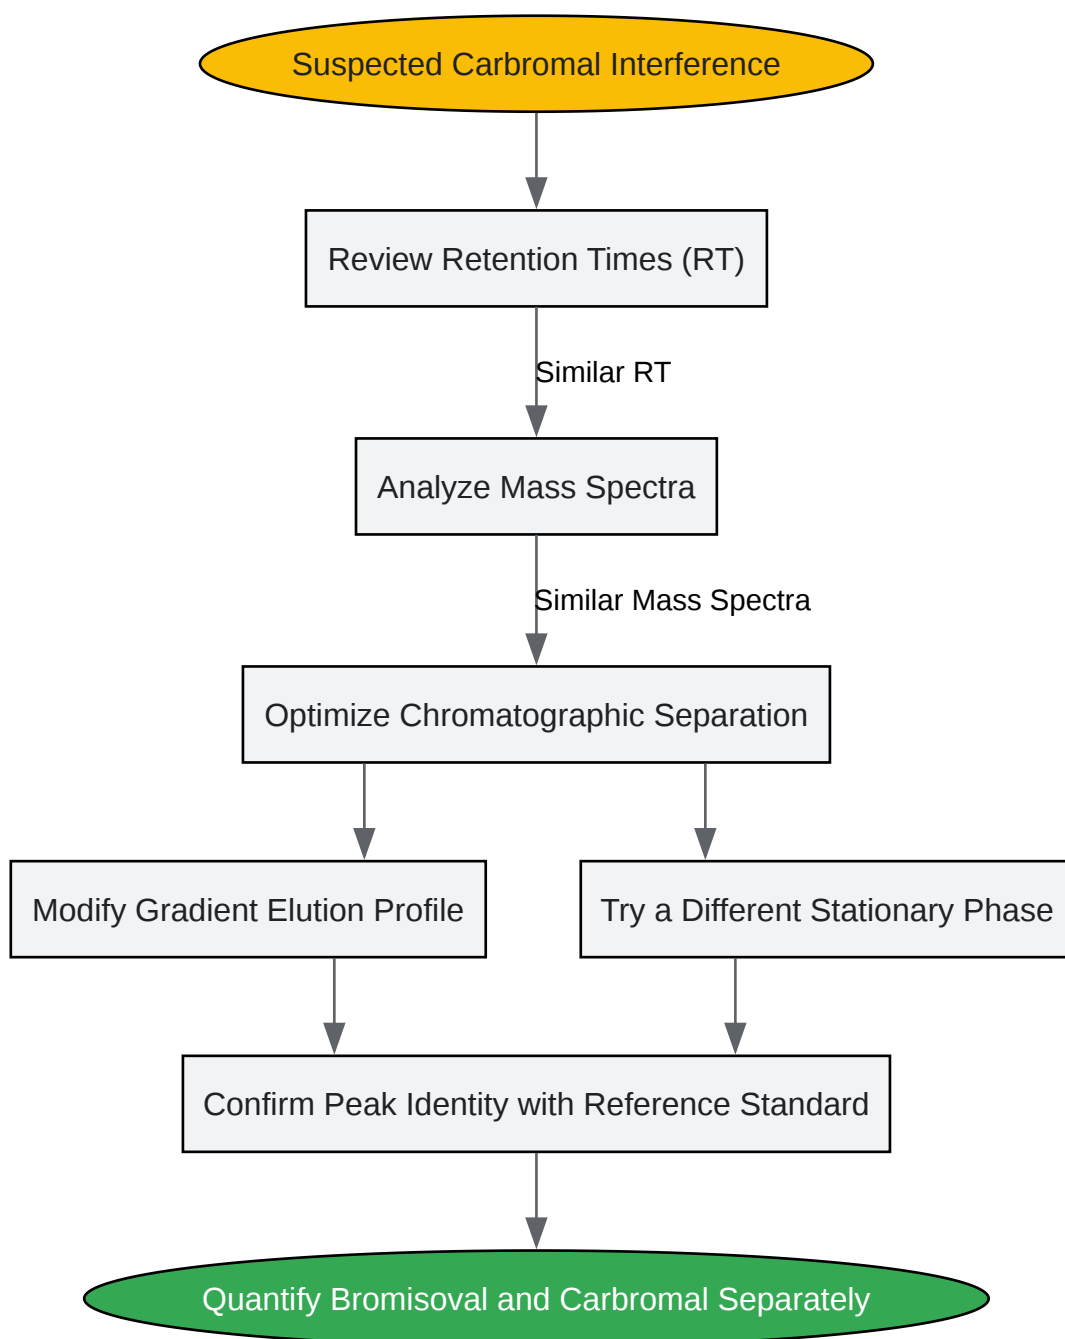 Suspected Carbromal Interference
Review Retention Times (RT)
Similar RT
Analyze Mass Spectra
Similar Mass Spectra
Optimize Chromatographic Separation
Modify Gradient Elution Profile
Try a Different Stationary Phase
Confirm Peak Identity with Reference Standard
Quantify Bromisoval and Carbromal Separately